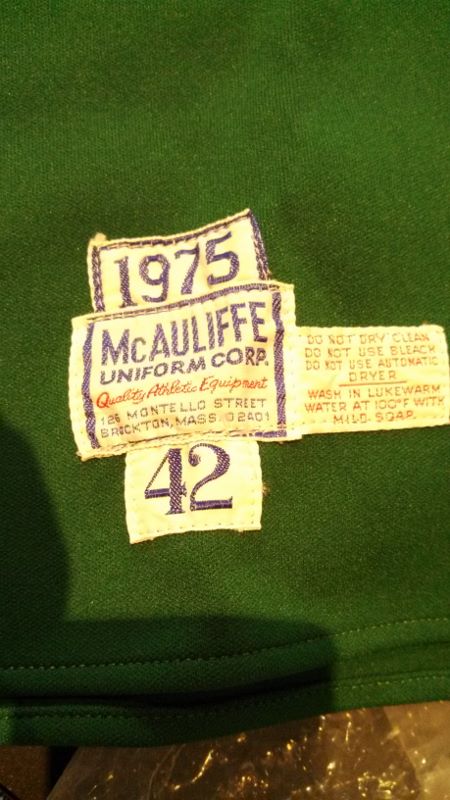 1975
McAULIFFE
UNIFORM CORP.
Quality Athletic Equipment
126 MONTELLO STREET
BROCKTON, MASS. 02401
42
DO NOT DRY CLEAN
DO NOT USE BLEACH
DO NOT USE AUTOMATIC
DRYER
WASH IN LUKEWARM
WATER AT 100°F WITH
MILD SOAP.